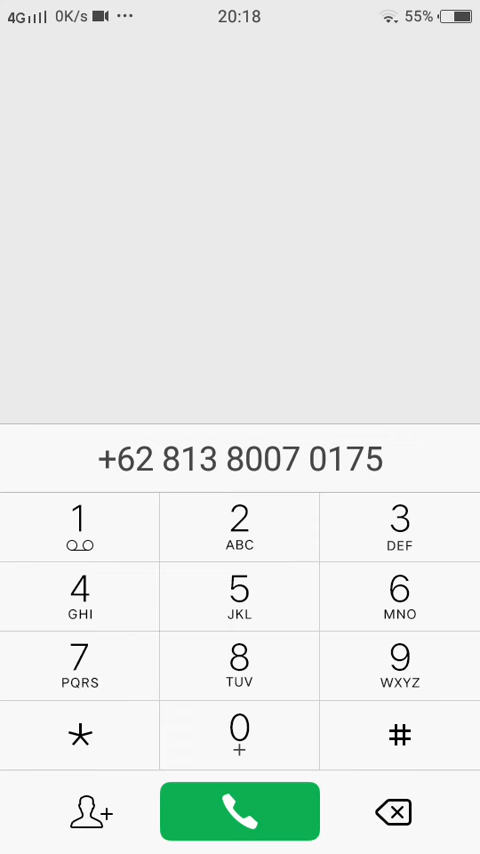 4G 0K/s ... 20:18 55%
+62 813 8007 0175
1 2 3
ABC DEF
4 5 6
GHI JKL MNO
7 8 9
PQRS TUV WXYZ
* 0 #
+
+